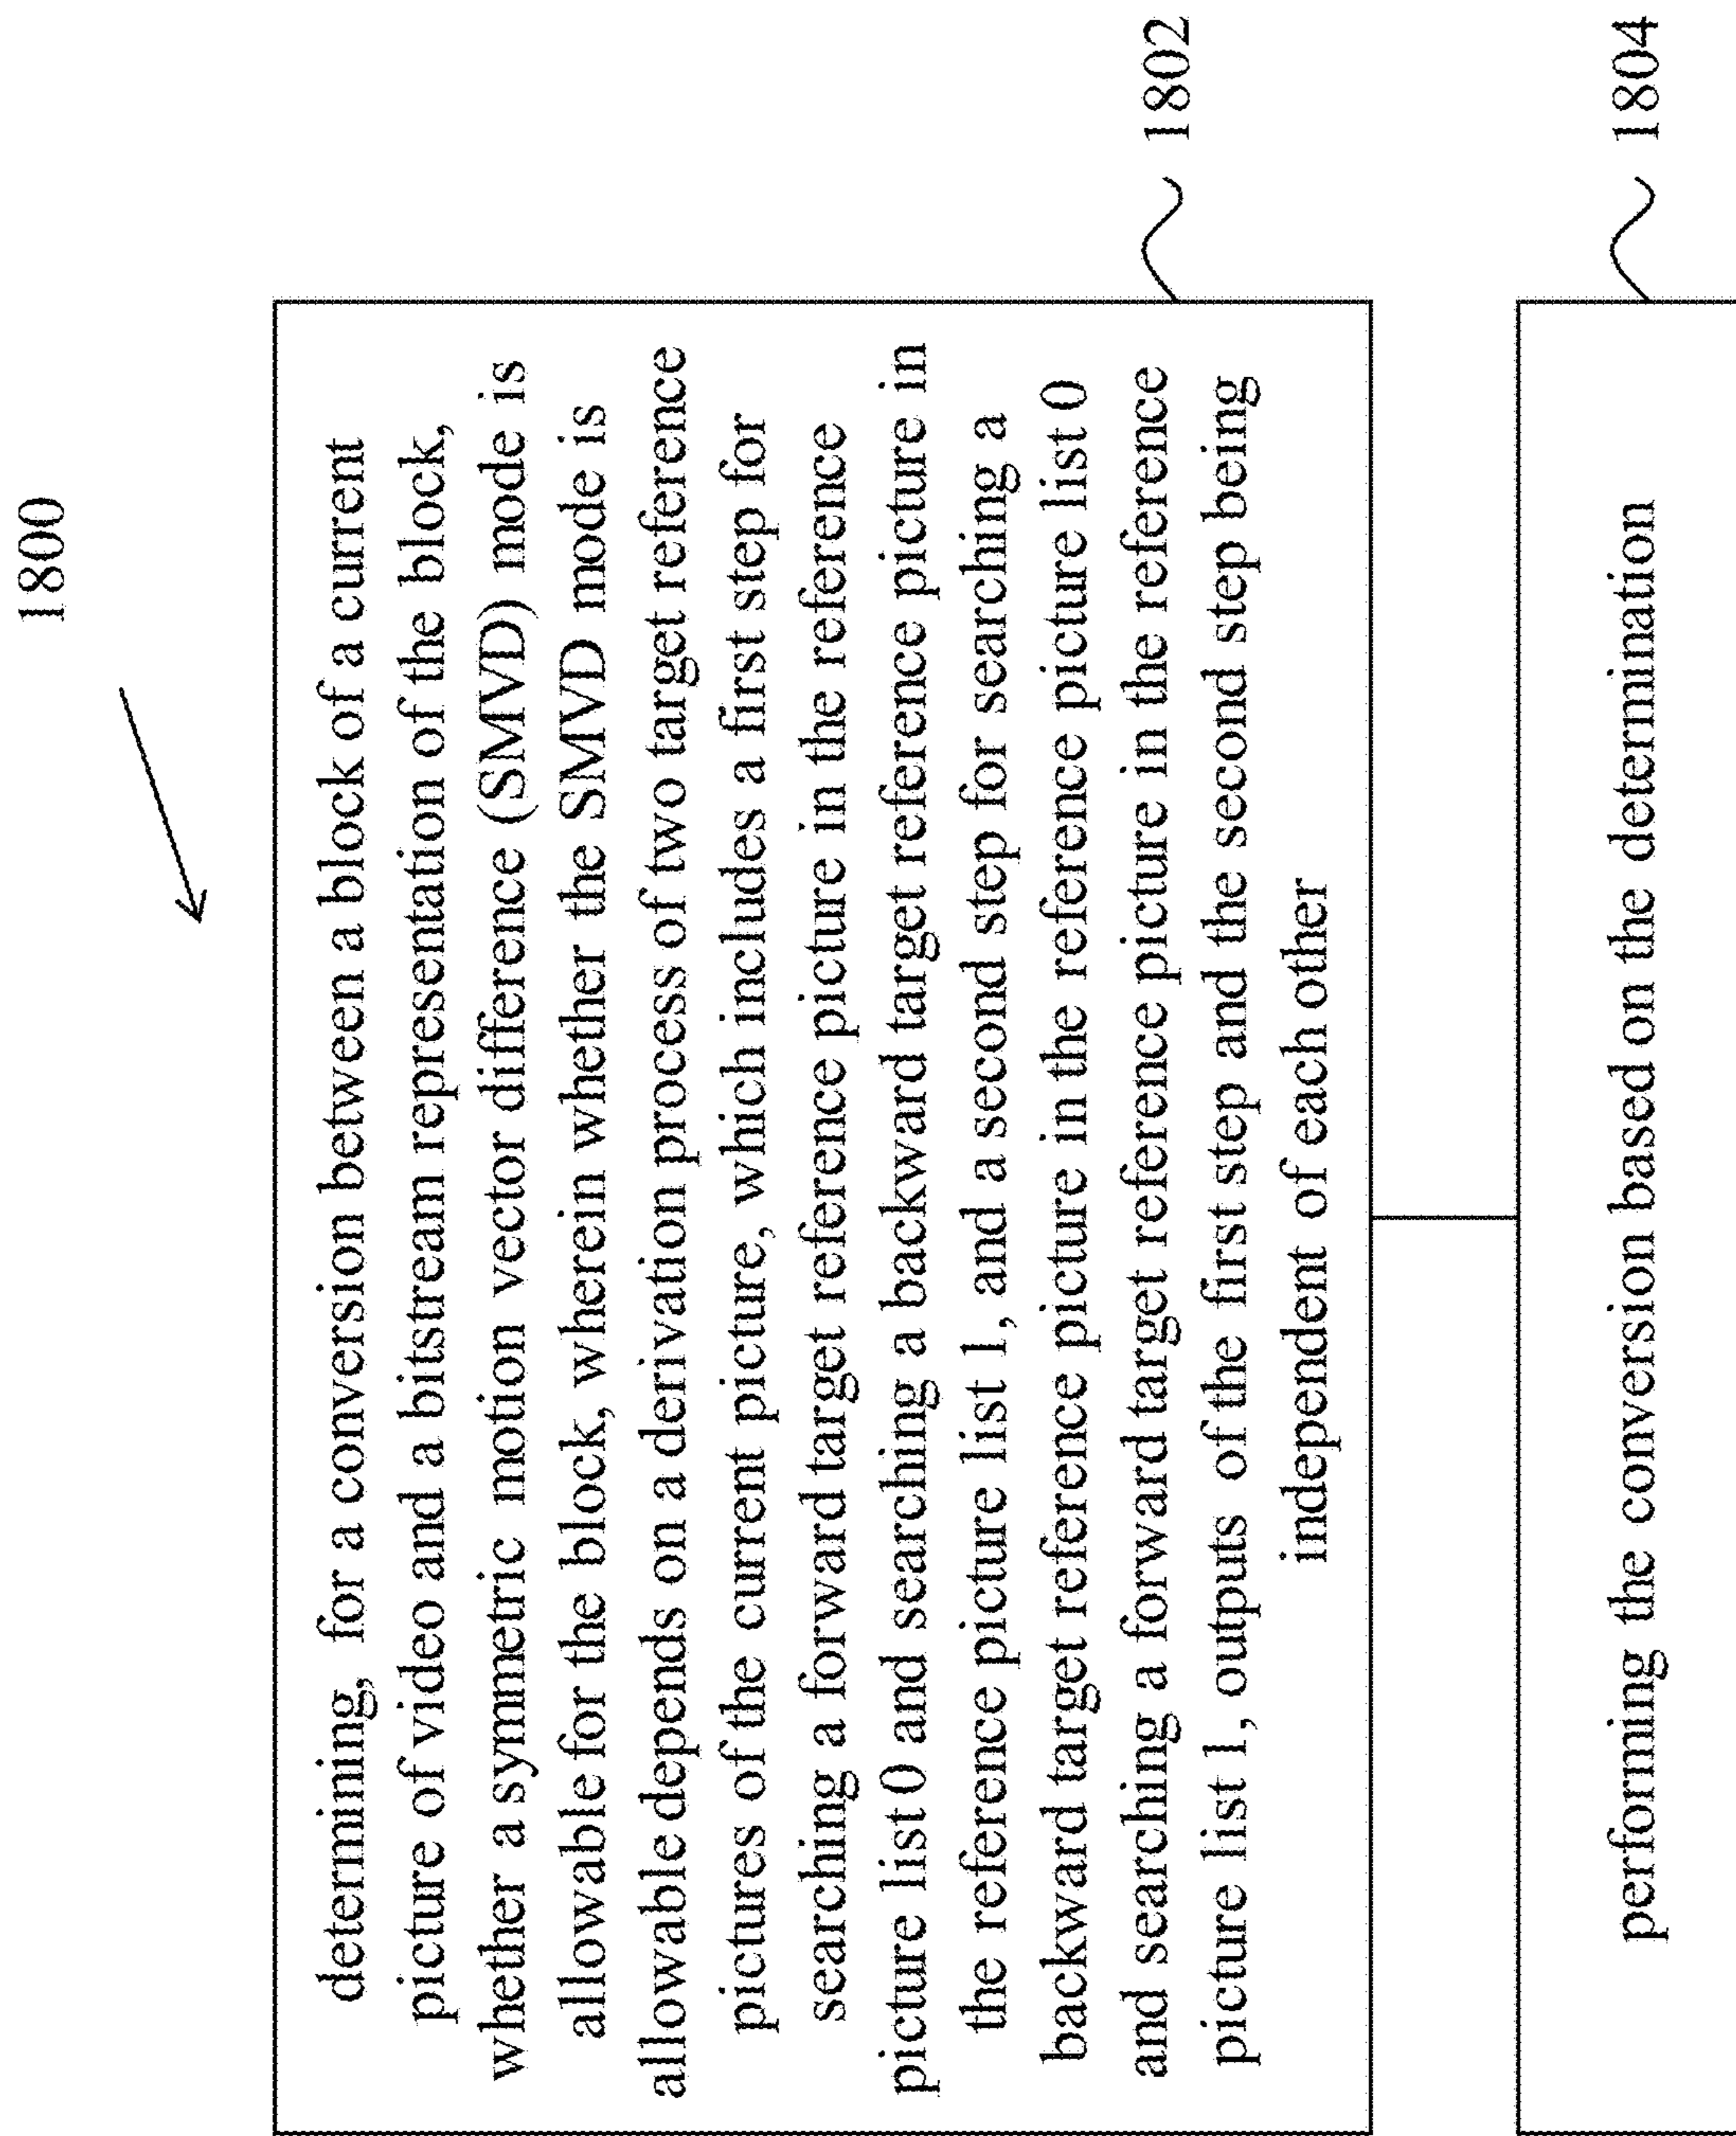 1800
determining, for a conversion between a block of a current
picture of video and a bitstream representation of the block,
whether a symmetric motion vector difference (SMVD) mode is
allowable for the block, wherein whether the SMVD mode is
allowable depends on a derivation process of two target reference
pictures of the current picture, which includes a first step for
searching a forward target reference picture in the reference
picture list 0 and searching a backward target reference picture in
the reference picture list 1, and a second step for searching a
backward target reference picture in the reference picture list 0
and searching a forward target reference picture in the reference
picture list 1, outputs of the first step and the second step being
independent of each other
1802
performing the conversion based on the determination
1804